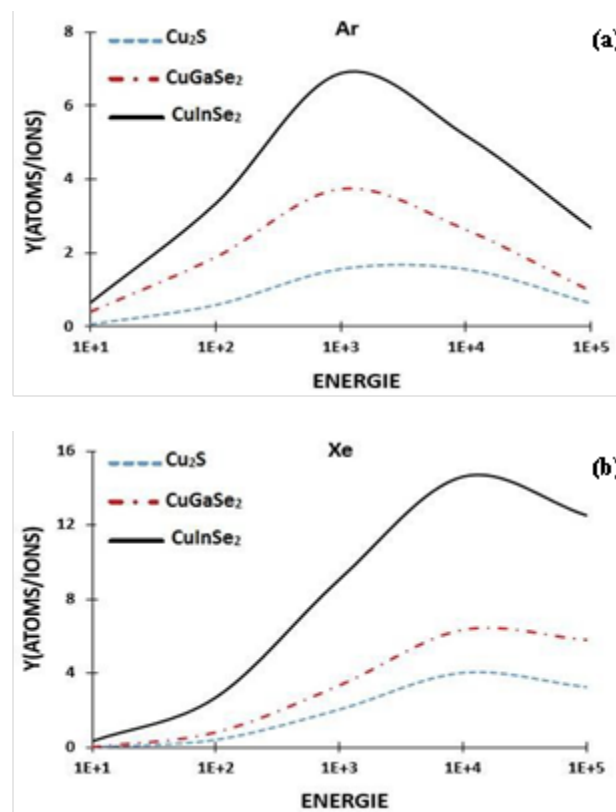 Ar
(a)
Cu₂S
CuGaSe₂
CuInSe₂
Y(ATOMS/IONS)
8
6
4
2
0
1E+1 1E+2 1E+3 1E+4 1E+5
ENERGIE
Xe
(b)
Cu₂S
CuGaSe₂
CuInSe₂
Y(ATOMS/IONS)
16
12
8
4
0
1E+1 1E+2 1E+3 1E+4 1E+5
ENERGIE